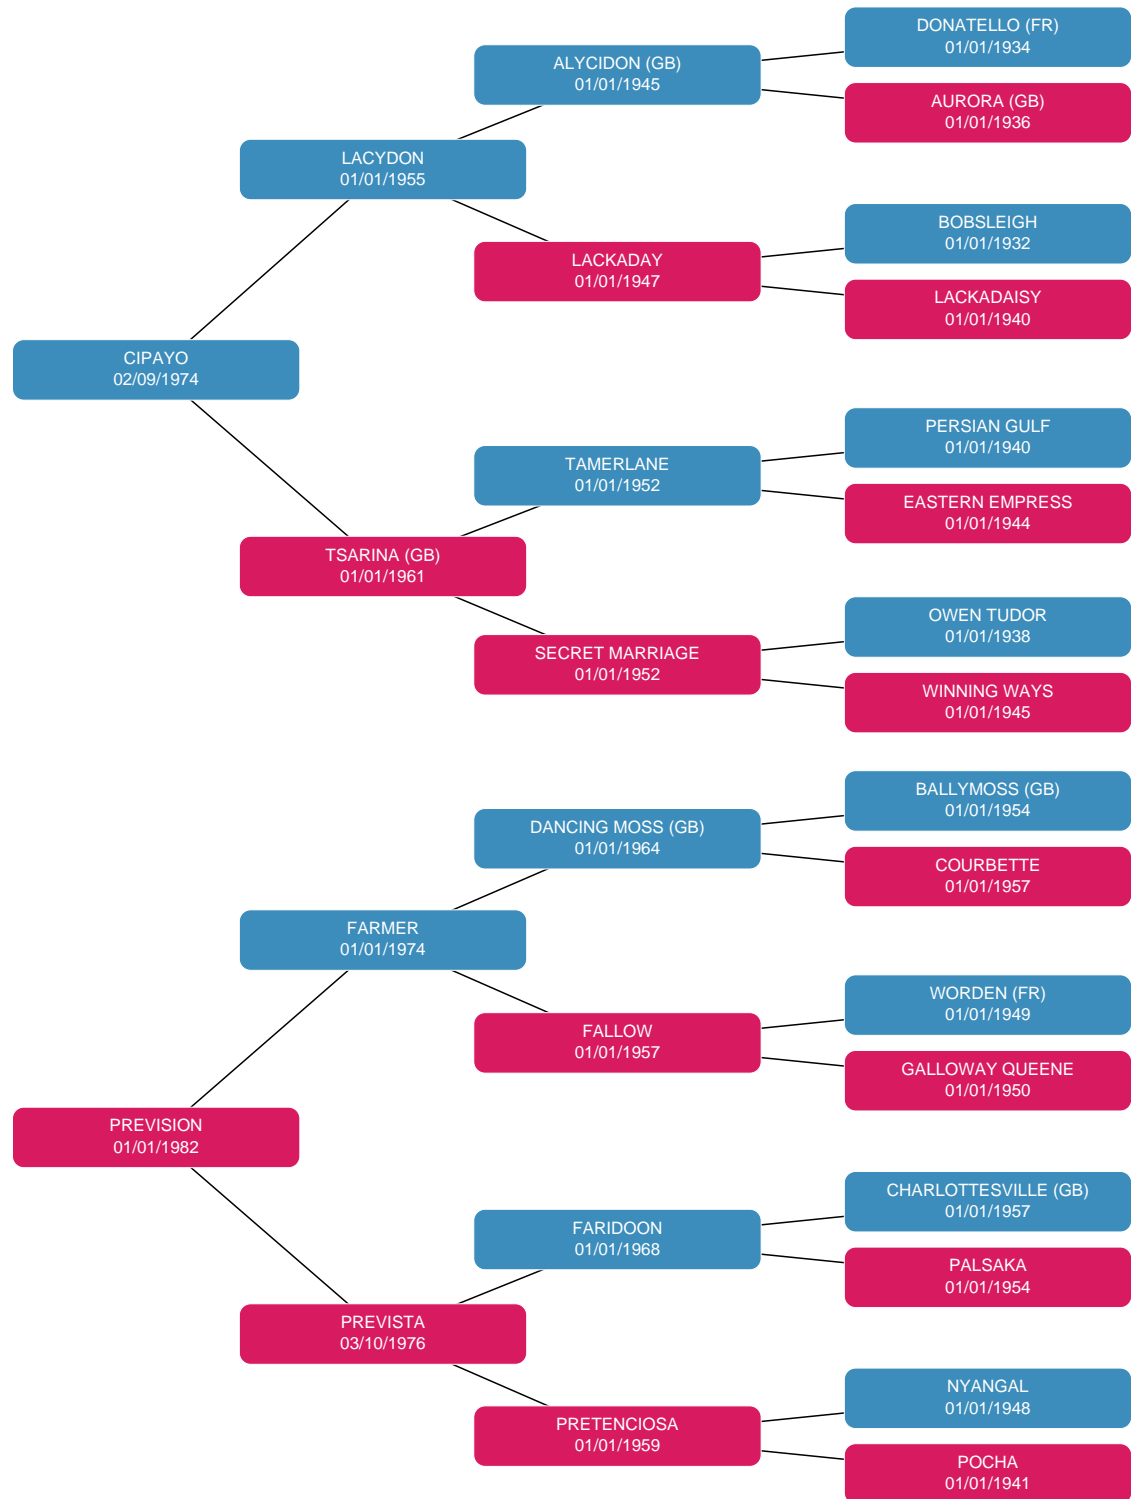 DONATELLO (FR)
01/01/1934
ALYCIDON (GB)
01/01/1945
AURORA (GB)
01/01/1936
LACYDON
01/01/1955
BOBSLEIGH
01/01/1932
LACKADAY
01/01/1947
LACKADAISY
01/01/1940
CIPAYO
02/09/1974
PERSIAN GULF
01/01/1940
TAMERLANE
01/01/1952
EASTERN EMPRESS
01/01/1944
TSARINA (GB)
01/01/1961
OWEN TUDOR
01/01/1938
SECRET MARRIAGE
01/01/1952
WINNING WAYS
01/01/1945
BALLYMOSS (GB)
01/01/1954
DANCING MOSS (GB)
01/01/1964
COURBETTE
01/01/1957
FARMER
01/01/1974
WORDEN (FR)
01/01/1949
FALLOW
01/01/1957
GALLOWAY QUEENE
01/01/1950
PREVISION
01/01/1982
CHARLOTTESVILLE (GB)
01/01/1957
FARIDOON
01/01/1968
PALSAKA
01/01/1954
PREVISTA
03/10/1976
NYANGAL
01/01/1948
PRETENCIOSA
01/01/1959
POCHA
01/01/1941